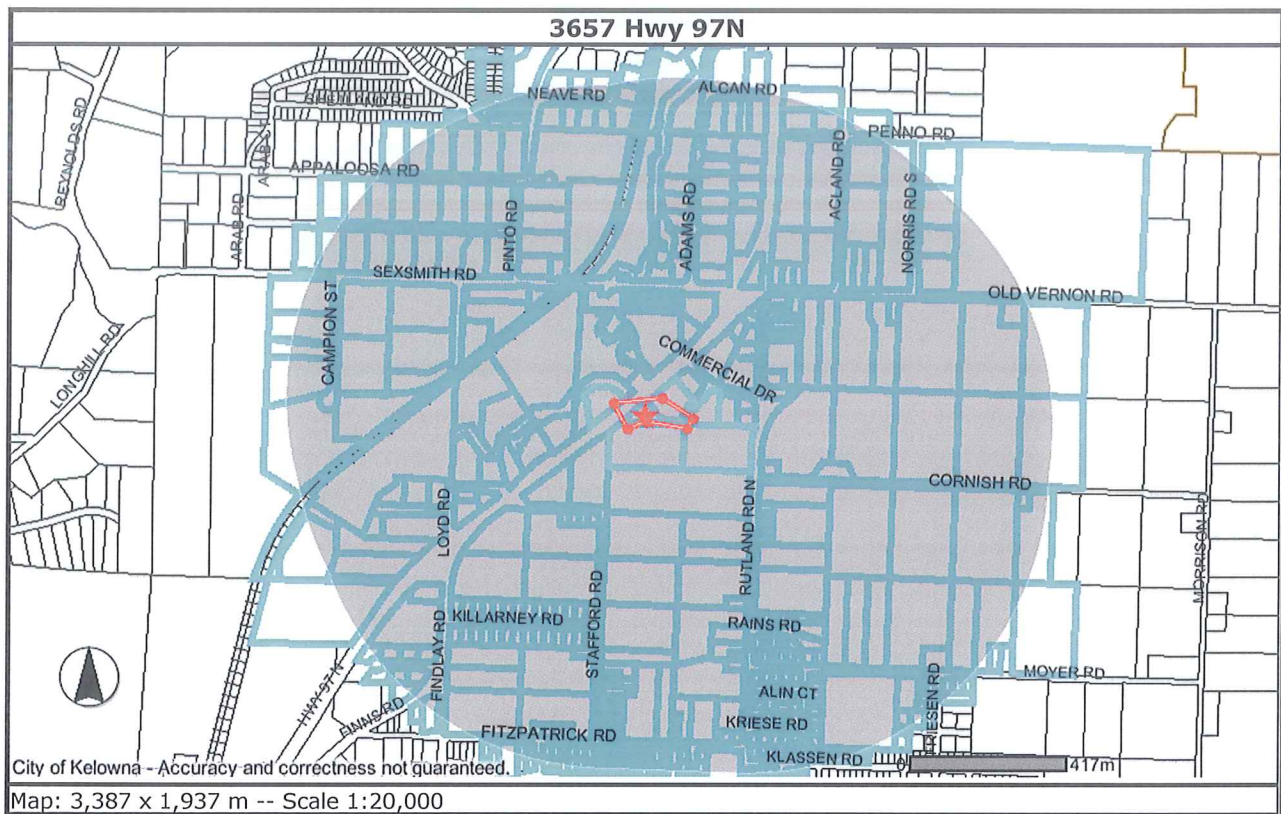 3657 Hwy 97N
NEAVE RD
ALCAN RD
SHETLAND RD
REYNOLDS RD
ARAB CT
PENNO RD
APPALOOSA RD
ACLAND RD
ARAB RD
PINTO RD
ADAMS RD
NORRIS RD S
SEXSMITH RD
OLD VERNON RD
CAMPION ST
LONGHILL RD
COMMERCIAL DR
CORNISH RD
LOYD RD
RUTLAND RD N
MORRISON RD
KILLARNEY RD
STAFFORD RD
RAINS RD
FINDLAY RD
MOYER RD
HWY 97 N
ALIN CT
FINNS RD
KRIESE RD
FITZPATRICK RD
KLASSEN RD
City of Kelowna - Accuracy and correctness not guaranteed.
0 417m
Map: 3,387 x 1,937 m -- Scale 1:20,000